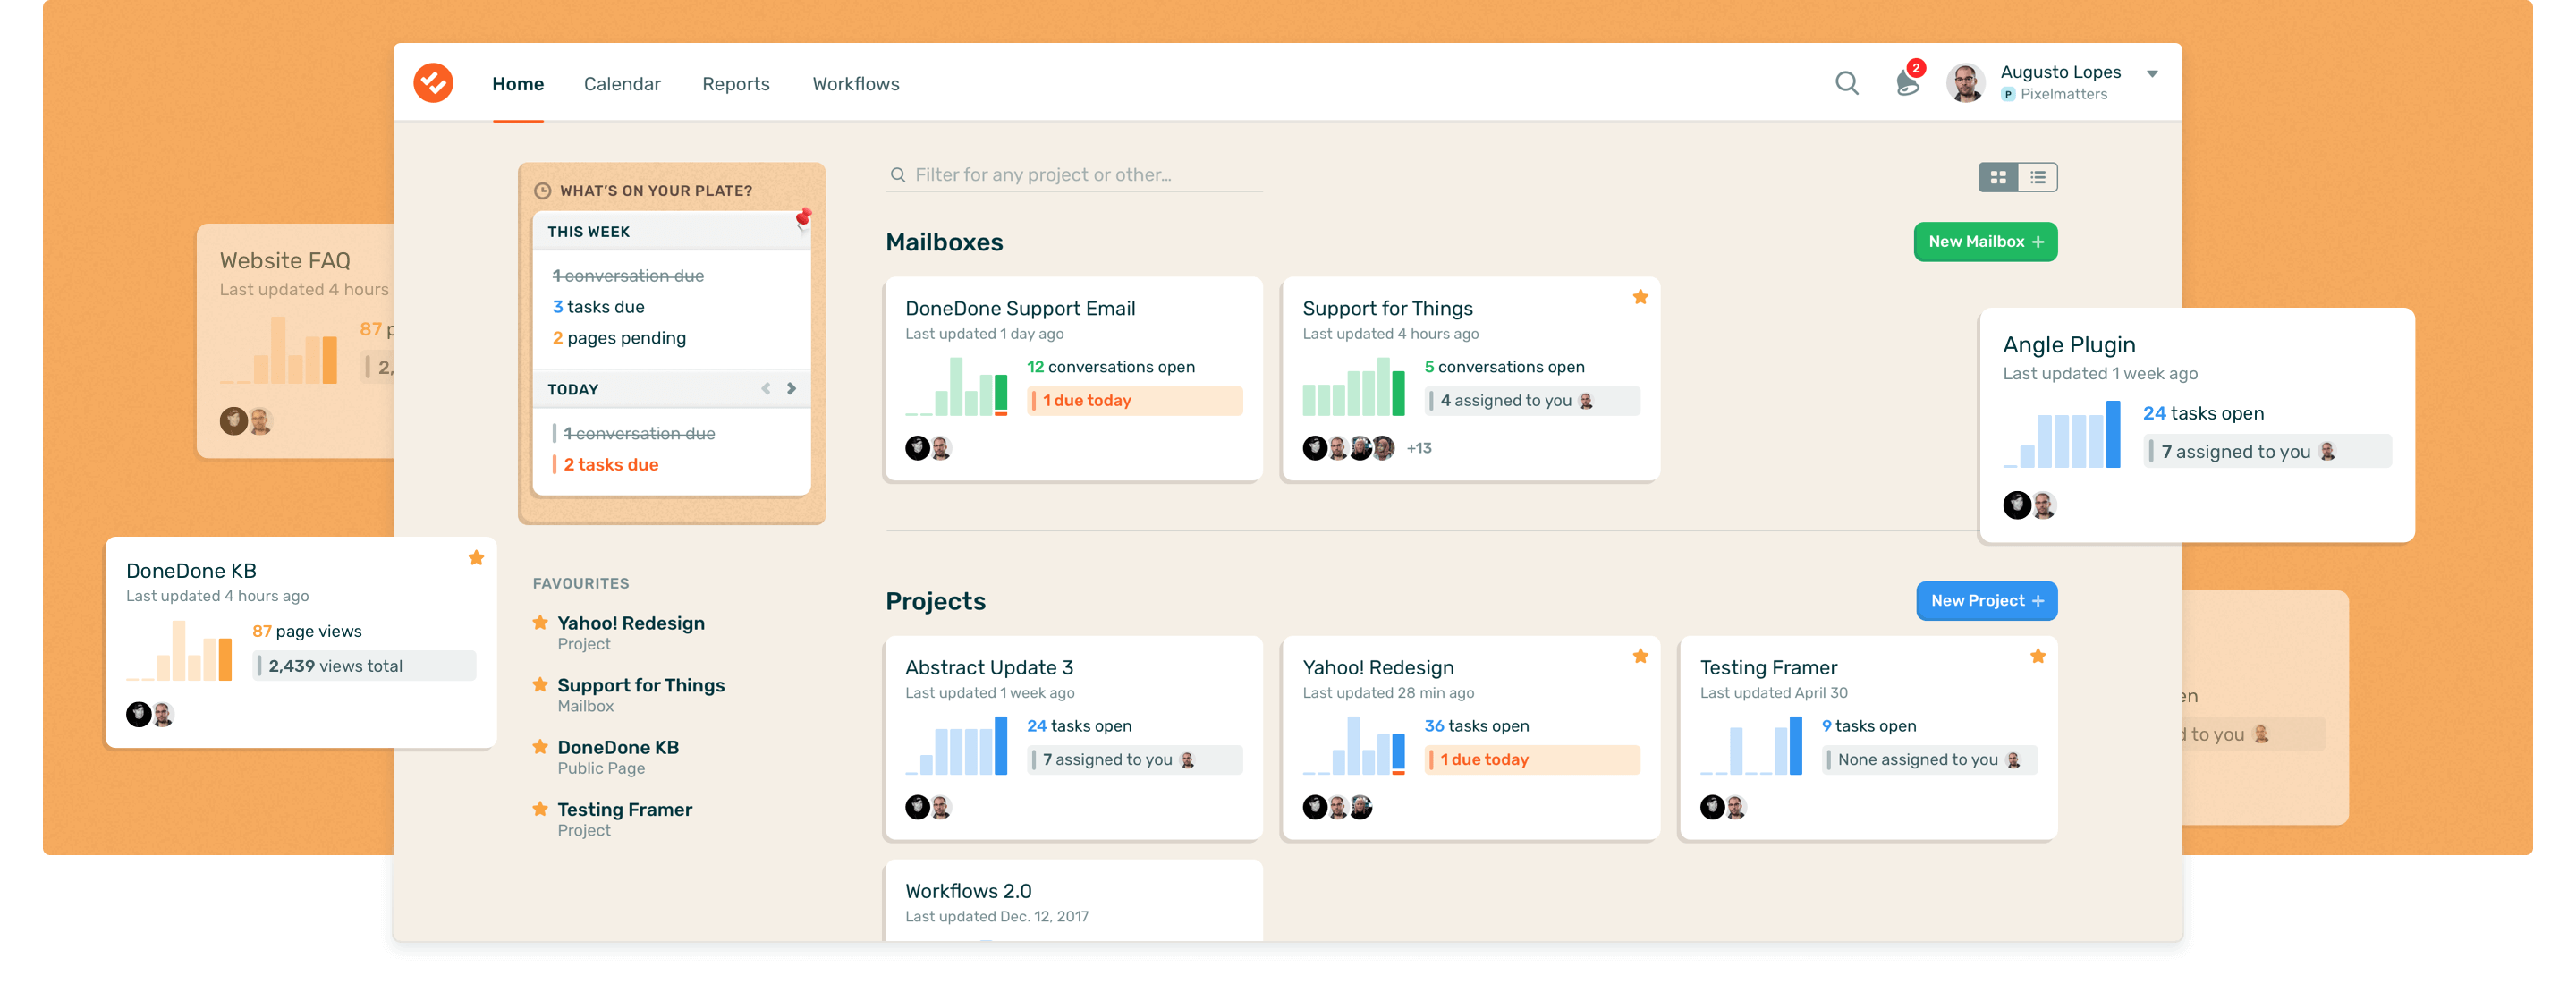 Home
Calendar
Reports
Workflows
2
Augusto Lopes
P Pixelmatters
WHAT'S ON YOUR PLATE?
THIS WEEK
1 conversation due
3 tasks due
2 pages pending
TODAY
1 conversation due
2 tasks due
FAVOURITES
Yahoo! Redesign
Project
Support for Things
Mailbox
DoneDone KB
Public Page
Testing Framer
Project
Filter for any project or other...
Mailboxes
New Mailbox +
DoneDone Support Email
Last updated 1 day ago
12 conversations open
1 due today
Support for Things
Last updated 4 hours ago
5 conversations open
4 assigned to you
+13
Projects
New Project +
Abstract Update 3
Last updated 1 week ago
24 tasks open
7 assigned to you
Yahoo! Redesign
Last updated 28 min ago
36 tasks open
1 due today
Testing Framer
Last updated April 30
9 tasks open
None assigned to you
Workflows 2.0
Last updated Dec. 12, 2017
Website FAQ
Last updated 4 hours
87 p
2,
DoneDone KB
Last updated 4 hours ago
87 page views
2,439 views total
Angle Plugin
Last updated 1 week ago
24 tasks open
7 assigned to you
en
to you